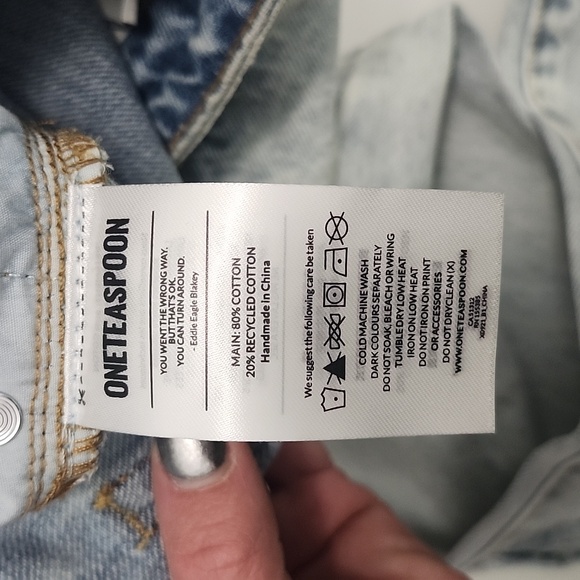 ONETEASPOON
YOU WENT THE WRONG WAY.
BUT THAT'S OK.
YOU CAN TURN AROUND.
- Eddie Eagle Blakey
MAIN: 80% COTTON
20% RECYCLED COTTON
Handmade in China
We suggest the following care be taken
COLD MACHINE WASH
DARK COLOURS SEPARATELY
DO NOT SOAK, BLEACH OR WRING
TUMBLE DRY LOW HEAT
IRON ON LOW HEAT
DO NOT IRON ON PRINT
OR ACCESSORIES
DO NOT DRYCLEAN (X)
WWW.ONETEASPOON.COM